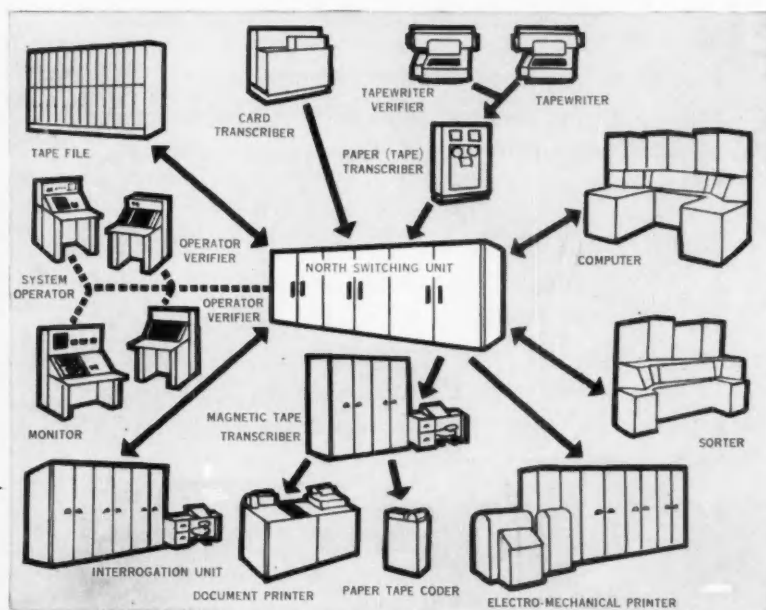 TAPEWRITER
VERIFIER
TAPEWRITER
CARD
TRANSCRIBER
TAPE FILE
PAPER (TAPE)
TRANSCRIBER
OPERATOR
VERIFIER
COMPUTER
SYSTEM
OPERATOR
NORTH SWITCHING UNIT
OPERATOR
VERIFIER
MAGNETIC TAPE
TRANSCRIBER
MONITOR
SORTER
INTERROGATION UNIT
DOCUMENT PRINTER
PAPER TAPE CODER
ELECTRO-MECHANICAL PRINTER